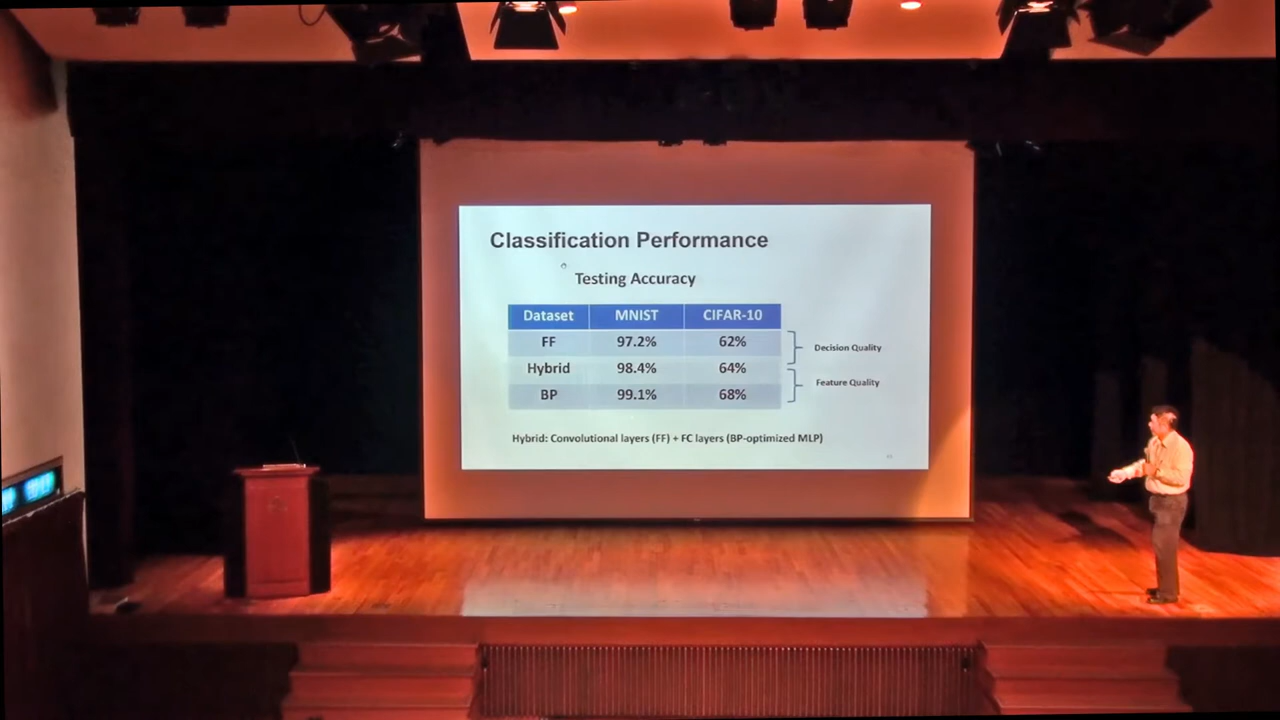 Classification Performance
Testing Accuracy
Dataset MNIST CIFAR-10
FF 97.2% 62%
Hybrid 98.4% 64%
BP 99.1% 68%
Decision Quality
Feature Quality
Hybrid: Convolutional layers (FF) + FC layers (BP-optimized MLP)